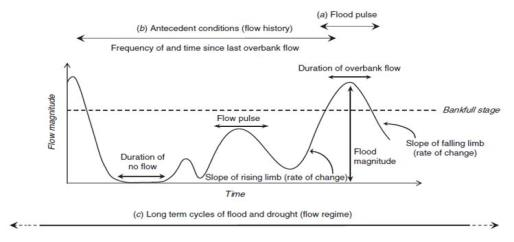 (a) Flood pulse
(b) Antecedent conditions (flow history)
Frequency of and time since last overbank flow
Duration of overbank flow
Flow magnitude
Bankfull stage
Flow pulse
Duration of
no flow
Flood
magnitude
Slope of falling limb
(rate of change)
Slope of rising limb (rate of change)
Time
(c) Long term cycles of flood and drought (flow regime)